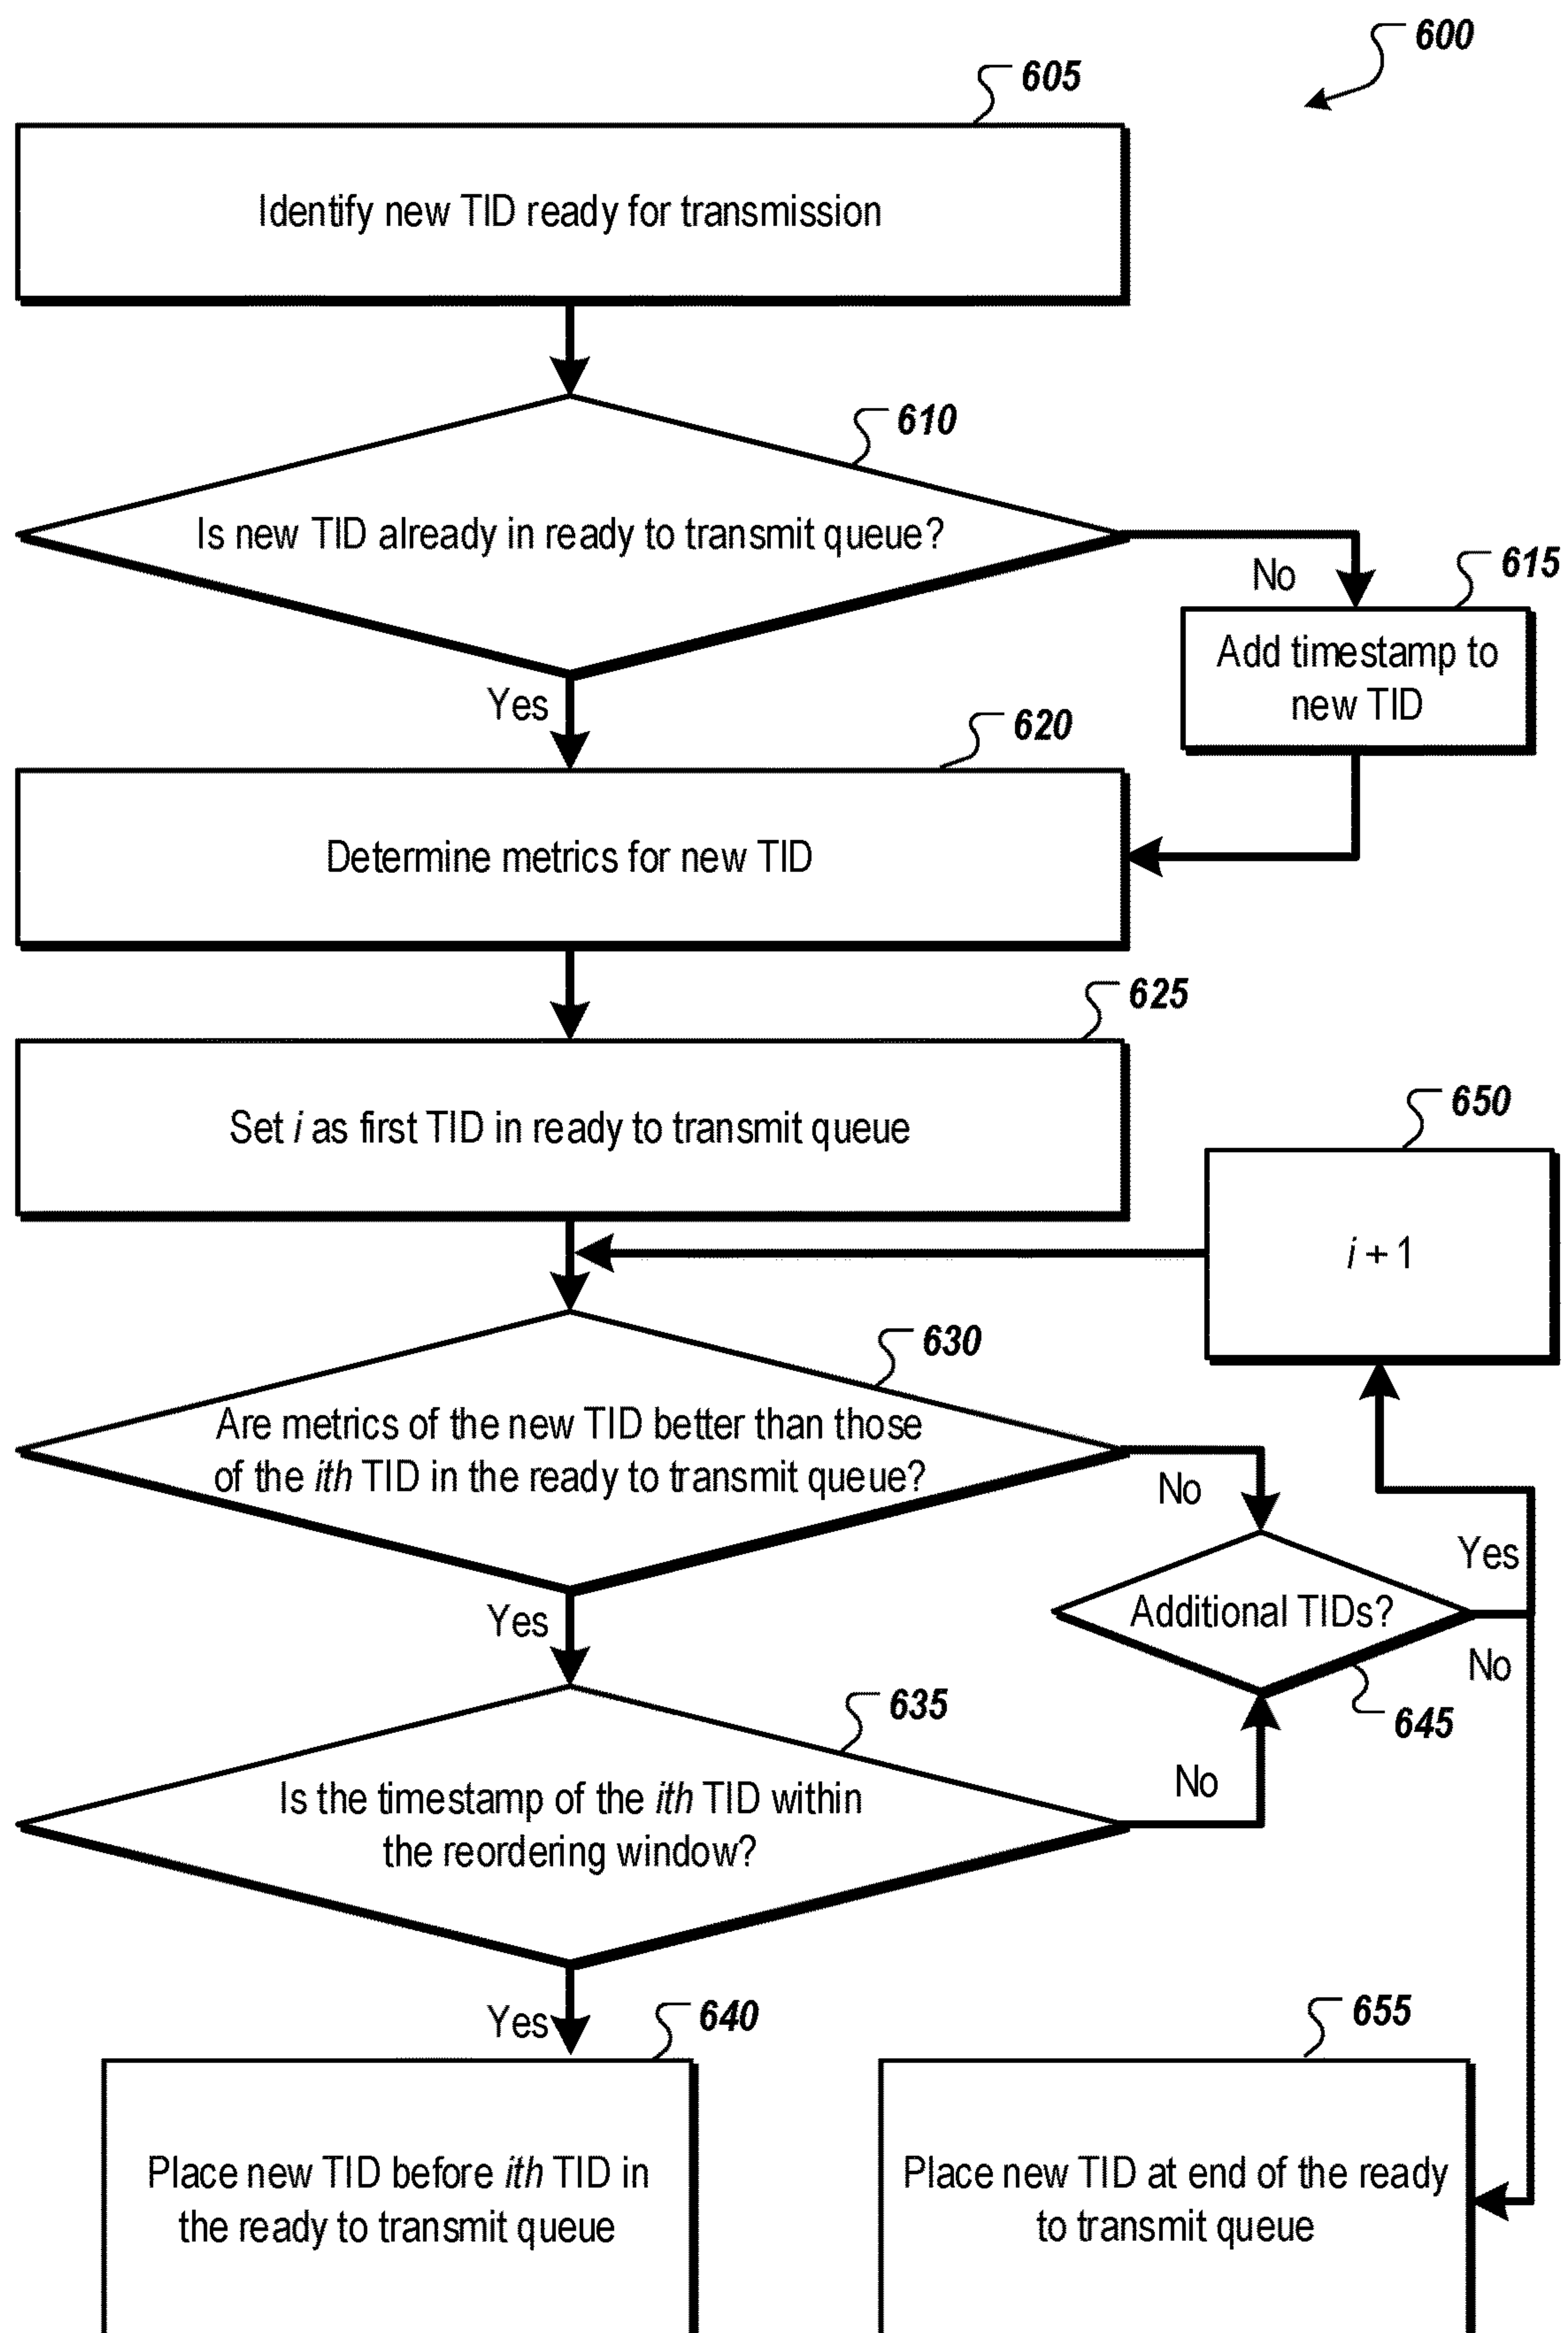 600
605
Identify new TID ready for transmission
610
Is new TID already in ready to transmit queue?
No
615
Add timestamp to
new TID
Yes
620
Determine metrics for new TID
625
Set i as first TID in ready to transmit queue
650
i + 1
630
Are metrics of the new TID better than those
of the ith TID in the ready to transmit queue?
No
Yes
Additional TIDs?
Yes
No
645
635
Is the timestamp of the ith TID within
the reordering window?
No
Yes
640
Place new TID before ith TID in
the ready to transmit queue
655
Place new TID at end of the ready
to transmit queue